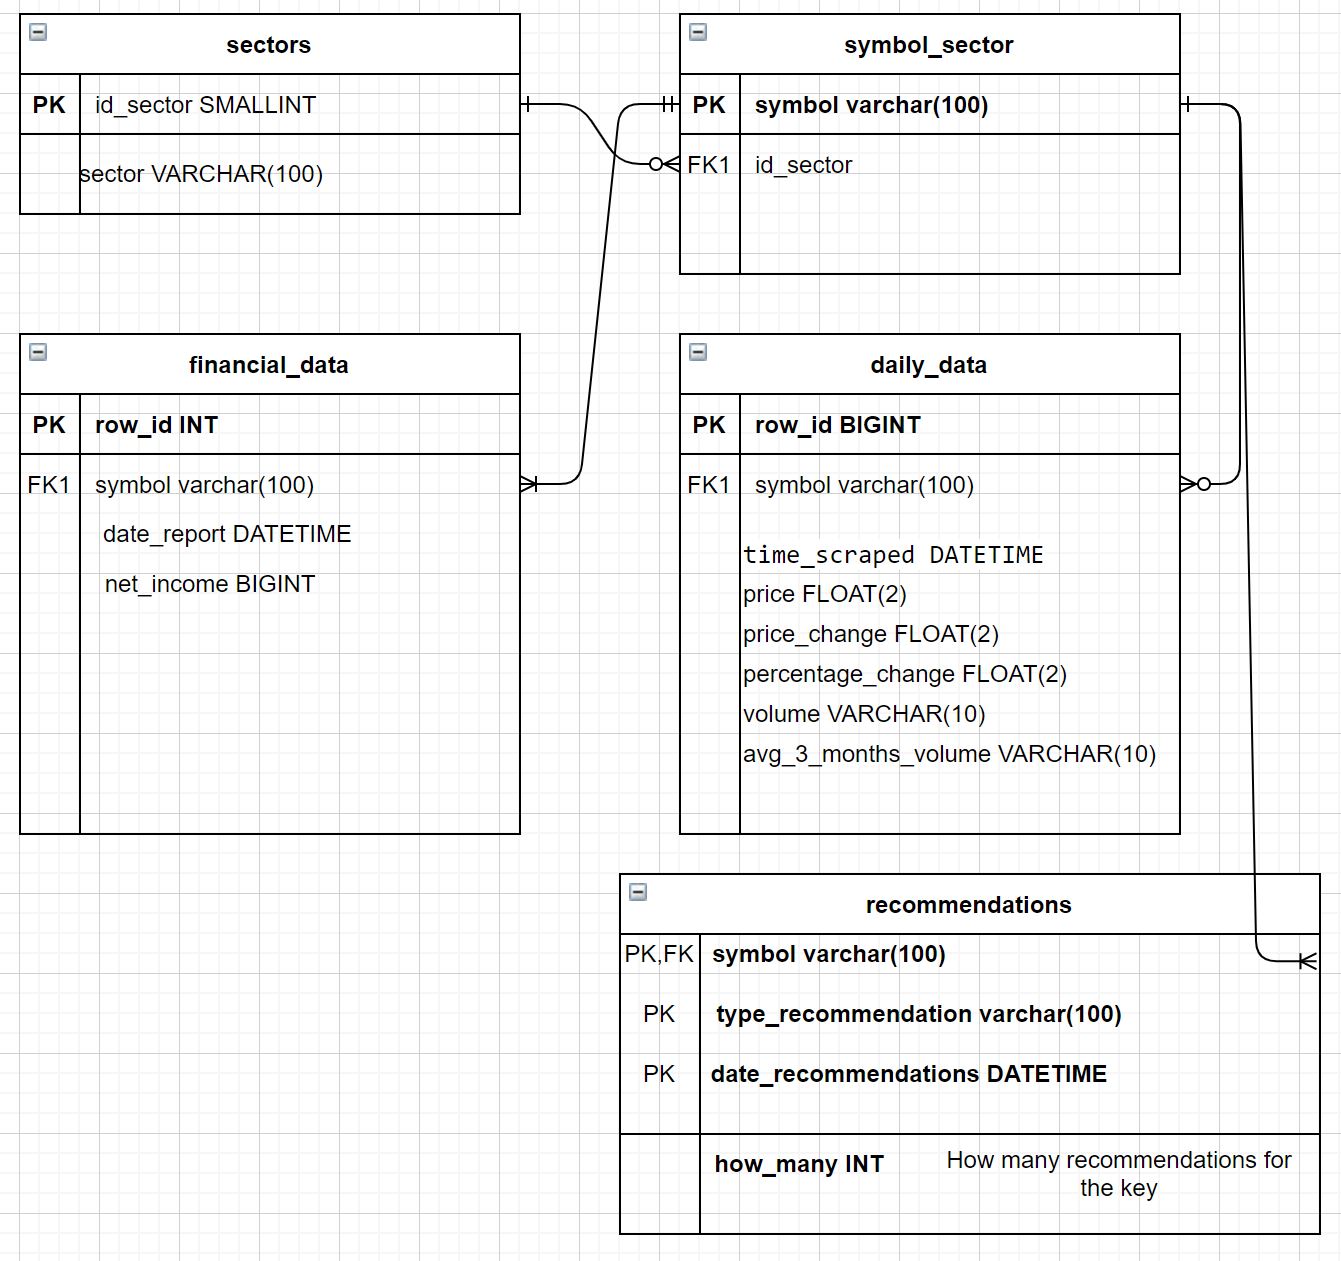 sectors
PK id_sector SMALLINT
sector VARCHAR(100)
symbol_sector
PK symbol varchar(100)
FK1 id_sector
financial_data
PK row_id INT
FK1 symbol varchar(100)
date_report DATETIME
net_income BIGINT
daily_data
PK row_id BIGINT
FK1 symbol varchar(100)
time_scraped DATETIME
price FLOAT(2)
price_change FLOAT(2)
percentage_change FLOAT(2)
volume VARCHAR(10)
avg_3_months_volume VARCHAR(10)
recommendations
PK,FK symbol varchar(100)
PK type_recommendation varchar(100)
PK date_recommendations DATETIME
how_many INT
How many recommendations for
the key